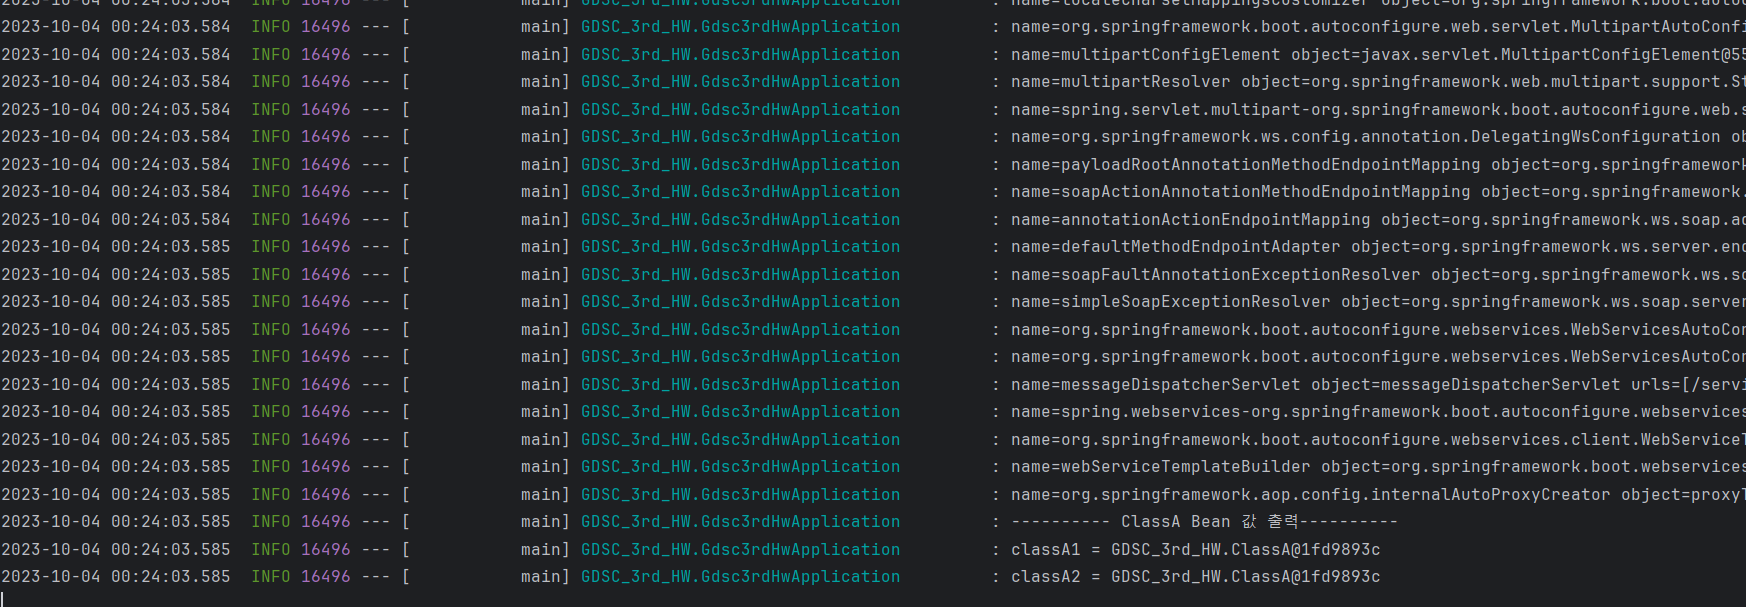 2023-10-04 00:24:03.584  INFO 16496 --- [           main] GDSC_3rd_HW.Gdsc3rdHwApplication         : name=localeCharsetMappingsCustomizer object=org.springframework.boot.autoc
2023-10-04 00:24:03.584  INFO 16496 --- [           main] GDSC_3rd_HW.Gdsc3rdHwApplication         : name=org.springframework.boot.autoconfigure.web.servlet.MultipartAutoConfi
2023-10-04 00:24:03.584  INFO 16496 --- [           main] GDSC_3rd_HW.Gdsc3rdHwApplication         : name=multipartConfigElement object=javax.servlet.MultipartConfigElement@55
2023-10-04 00:24:03.584  INFO 16496 --- [           main] GDSC_3rd_HW.Gdsc3rdHwApplication         : name=multipartResolver object=org.springframework.web.multipart.support.St
2023-10-04 00:24:03.584  INFO 16496 --- [           main] GDSC_3rd_HW.Gdsc3rdHwApplication         : name=spring.servlet.multipart-org.springframework.boot.autoconfigure.web.s
2023-10-04 00:24:03.584  INFO 16496 --- [           main] GDSC_3rd_HW.Gdsc3rdHwApplication         : name=org.springframework.ws.config.annotation.DelegatingWsConfiguration ob
2023-10-04 00:24:03.584  INFO 16496 --- [           main] GDSC_3rd_HW.Gdsc3rdHwApplication         : name=payloadRootAnnotationMethodEndpointMapping object=org.springframework
2023-10-04 00:24:03.584  INFO 16496 --- [           main] GDSC_3rd_HW.Gdsc3rdHwApplication         : name=soapActionAnnotationMethodEndpointMapping object=org.springframework.
2023-10-04 00:24:03.584  INFO 16496 --- [           main] GDSC_3rd_HW.Gdsc3rdHwApplication         : name=annotationActionEndpointMapping object=org.springframework.ws.soap.ad
2023-10-04 00:24:03.585  INFO 16496 --- [           main] GDSC_3rd_HW.Gdsc3rdHwApplication         : name=defaultMethodEndpointAdapter object=org.springframework.ws.server.end
2023-10-04 00:24:03.585  INFO 16496 --- [           main] GDSC_3rd_HW.Gdsc3rdHwApplication         : name=soapFaultAnnotationExceptionResolver object=org.springframework.ws.so
2023-10-04 00:24:03.585  INFO 16496 --- [           main] GDSC_3rd_HW.Gdsc3rdHwApplication         : name=simpleSoapExceptionResolver object=org.springframework.ws.soap.server
2023-10-04 00:24:03.585  INFO 16496 --- [           main] GDSC_3rd_HW.Gdsc3rdHwApplication         : name=org.springframework.boot.autoconfigure.webservices.WebServicesAutoCon
2023-10-04 00:24:03.585  INFO 16496 --- [           main] GDSC_3rd_HW.Gdsc3rdHwApplication         : name=org.springframework.boot.autoconfigure.webservices.WebServicesAutoCon
2023-10-04 00:24:03.585  INFO 16496 --- [           main] GDSC_3rd_HW.Gdsc3rdHwApplication         : name=messageDispatcherServlet object=messageDispatcherServlet urls=[/servi
2023-10-04 00:24:03.585  INFO 16496 --- [           main] GDSC_3rd_HW.Gdsc3rdHwApplication         : name=spring.webservices-org.springframework.boot.autoconfigure.webservices
2023-10-04 00:24:03.585  INFO 16496 --- [           main] GDSC_3rd_HW.Gdsc3rdHwApplication         : name=org.springframework.boot.autoconfigure.webservices.client.WebServiceT
2023-10-04 00:24:03.585  INFO 16496 --- [           main] GDSC_3rd_HW.Gdsc3rdHwApplication         : name=webServiceTemplateBuilder object=org.springframework.boot.webservices
2023-10-04 00:24:03.585  INFO 16496 --- [           main] GDSC_3rd_HW.Gdsc3rdHwApplication         : name=org.springframework.aop.config.internalAutoProxyCreator object=proxyT
2023-10-04 00:24:03.585  INFO 16496 --- [           main] GDSC_3rd_HW.Gdsc3rdHwApplication         : ---------- ClassA Bean 값 출력----------
2023-10-04 00:24:03.585  INFO 16496 --- [           main] GDSC_3rd_HW.Gdsc3rdHwApplication         : classA1 = GDSC_3rd_HW.ClassA@1fd9893c
2023-10-04 00:24:03.585  INFO 16496 --- [           main] GDSC_3rd_HW.Gdsc3rdHwApplication         : classA2 = GDSC_3rd_HW.ClassA@1fd9893c